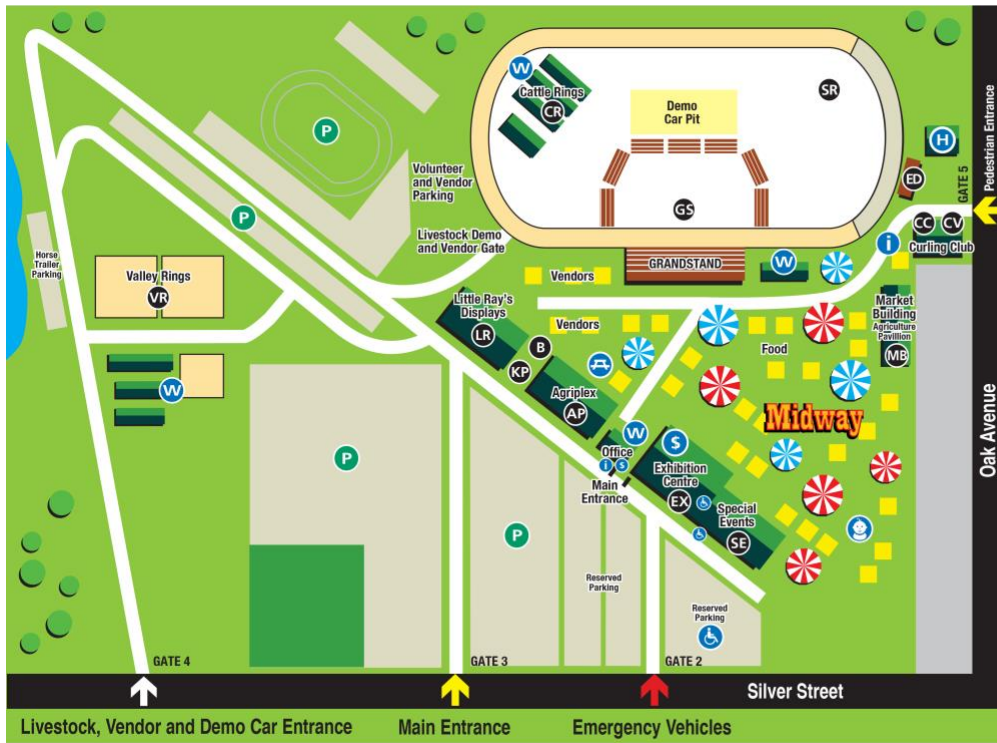 W
Cattle Rings
CR
Demo
Car Pit
SR
H
P
Volunteer
and Vendor
Parking
ED
GATE 5
Pedestrian Entrance
GS
CC
CV
Curling Club
P
Livestock Demo
and Vendor Gate
i
Horse
Trailer
Parking
Valley Rings
VR
Vendors
GRANDSTAND
W
Little Ray's
Displays
LR
Vendors
Market
Building
Agriculture
Pavillion
MB
B
KP
Food
W
Agriplex
AP
Midway
W
S
Office
i
S
Main
Entrance
Exhibition
Centre
EX
Special
Events
SE
P
P
Oak Avenue
Reserved
Parking
Reserved
Parking
GATE 4
GATE 3
GATE 2
Silver Street
Livestock, Vendor and Demo Car Entrance
Main Entrance
Emergency Vehicles